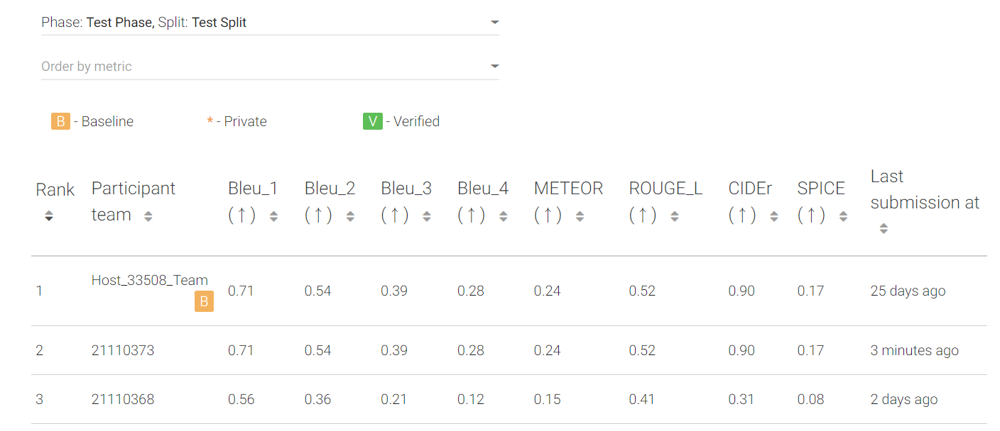 Phase: Test Phase, Split: Test Split
Order by metric
B - Baseline * - Private V - Verified
Rank Participant team Bleu_1 (↑) Bleu_2 (↑) Bleu_3 (↑) Bleu_4 (↑) METEOR (↑) ROUGE_L (↑) CIDEr (↑) SPICE (↑) Last submission at
1 Host_33508_Team B 0.71 0.54 0.39 0.28 0.24 0.52 0.90 0.17 25 days ago
2 21110373 0.71 0.54 0.39 0.28 0.24 0.52 0.90 0.17 3 minutes ago
3 21110368 0.56 0.36 0.21 0.12 0.15 0.41 0.31 0.08 2 days ago